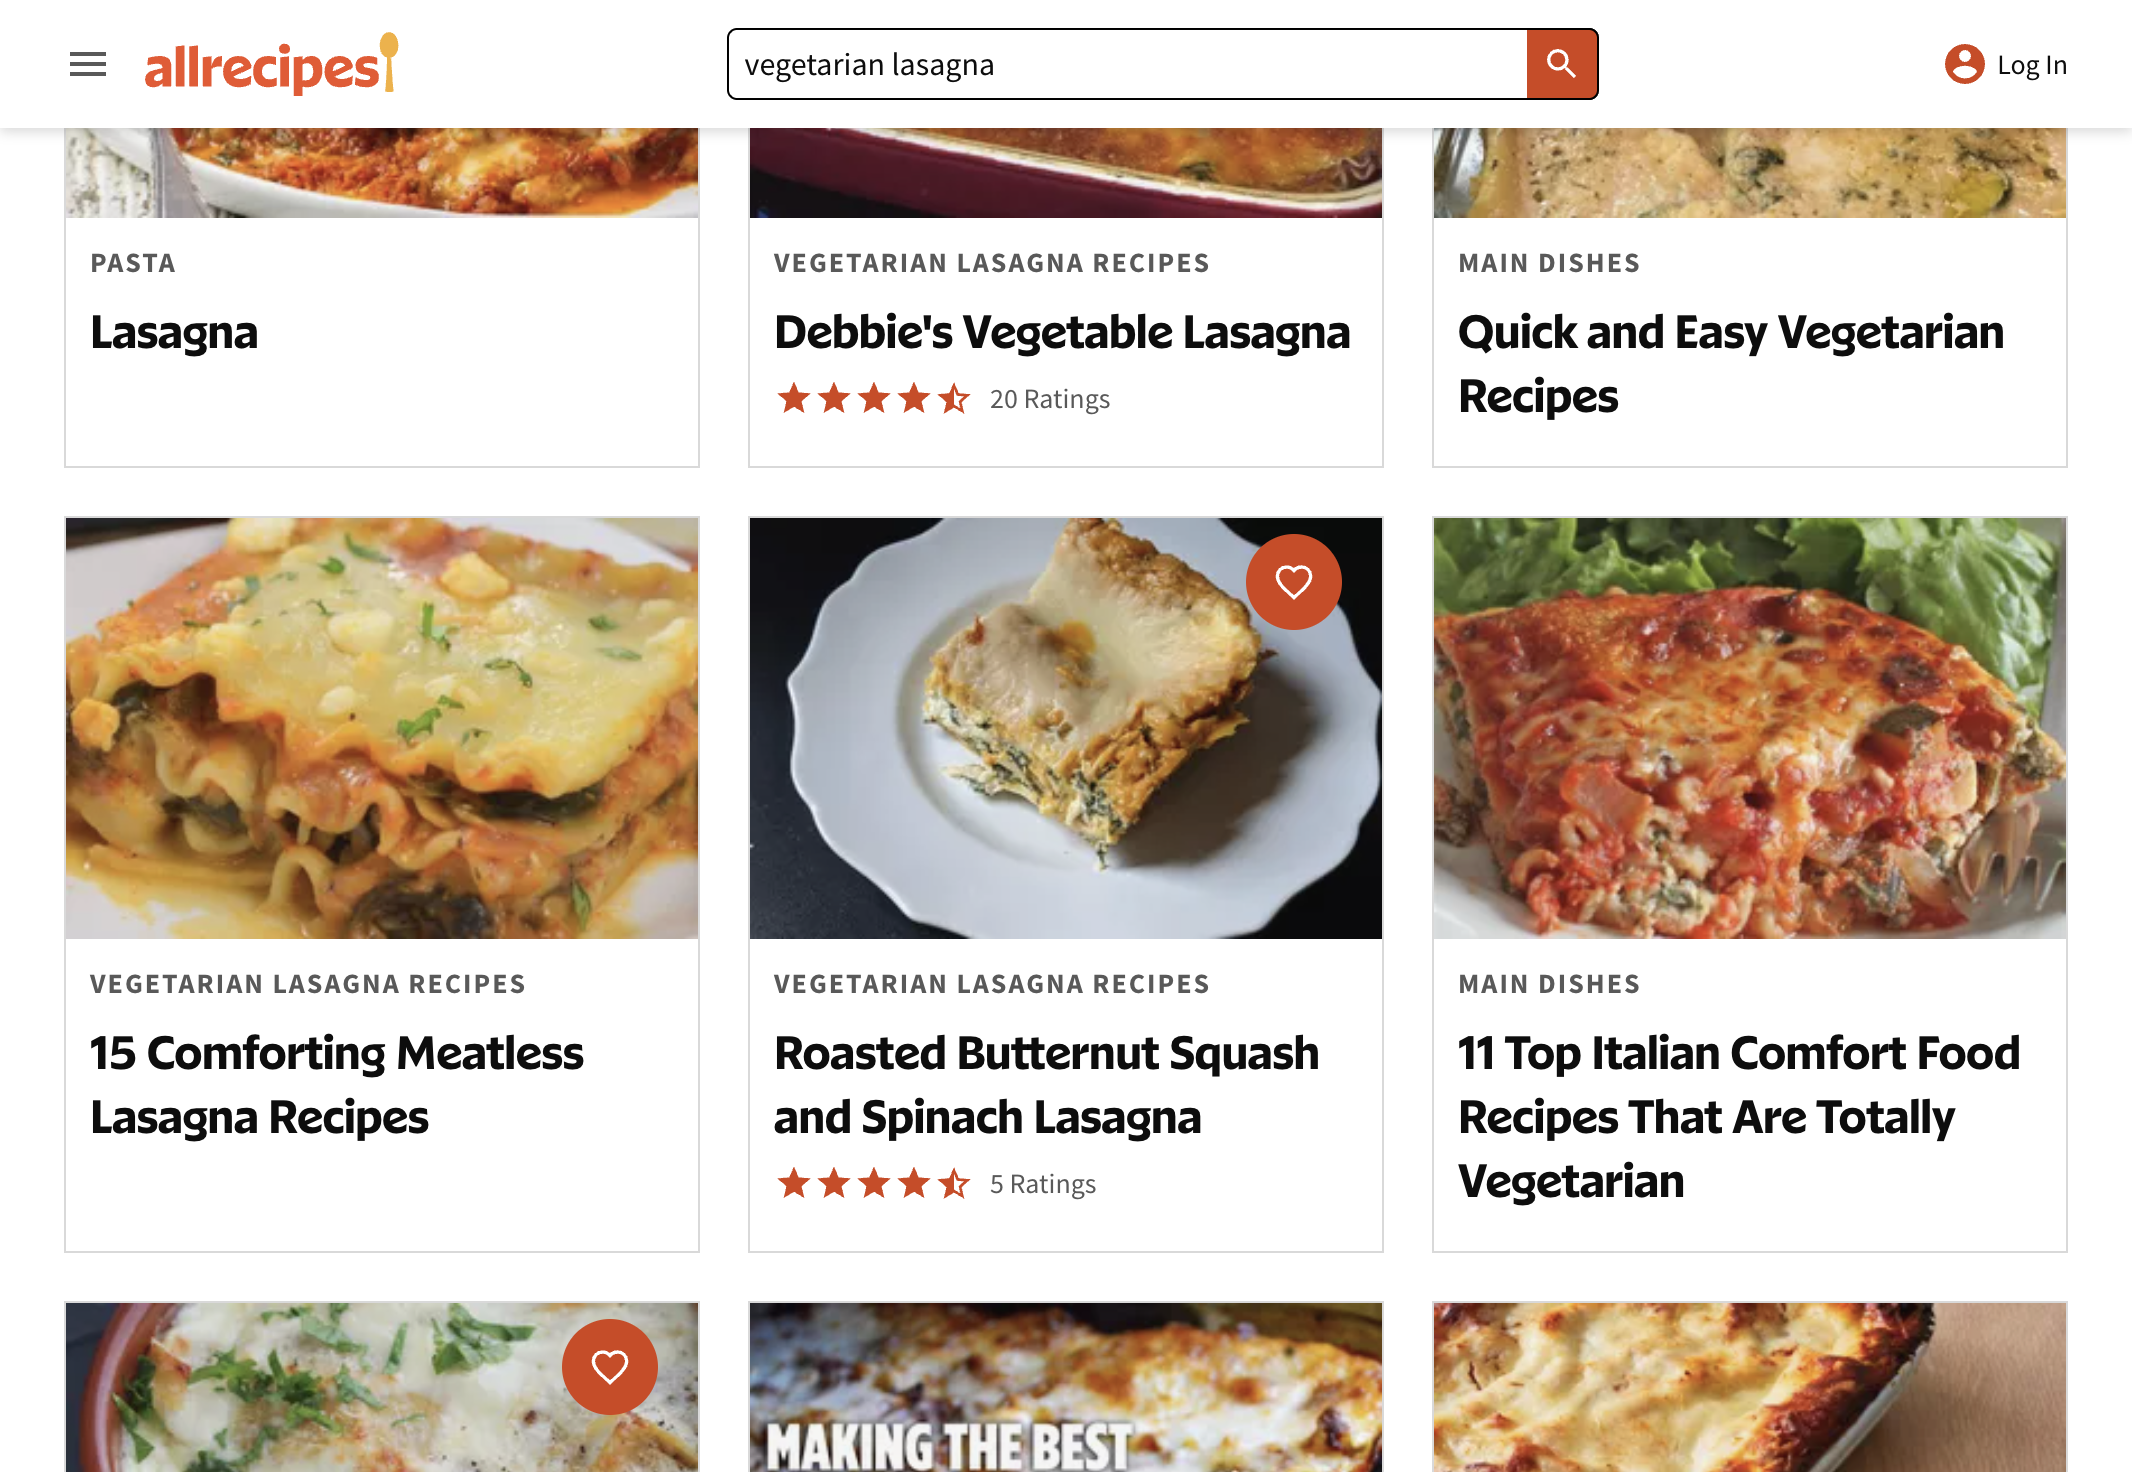 allrecipes
vegetarian lasagna
Log In
PASTA
Lasagna
VEGETARIAN LASAGNA RECIPES
Debbie's Vegetable Lasagna
20 Ratings
MAIN DISHES
Quick and Easy Vegetarian
Recipes
VEGETARIAN LASAGNA RECIPES
15 Comforting Meatless
Lasagna Recipes
VEGETARIAN LASAGNA RECIPES
Roasted Butternut Squash
and Spinach Lasagna
5 Ratings
MAIN DISHES
11 Top Italian Comfort Food
Recipes That Are Totally
Vegetarian
MAKING THE BEST